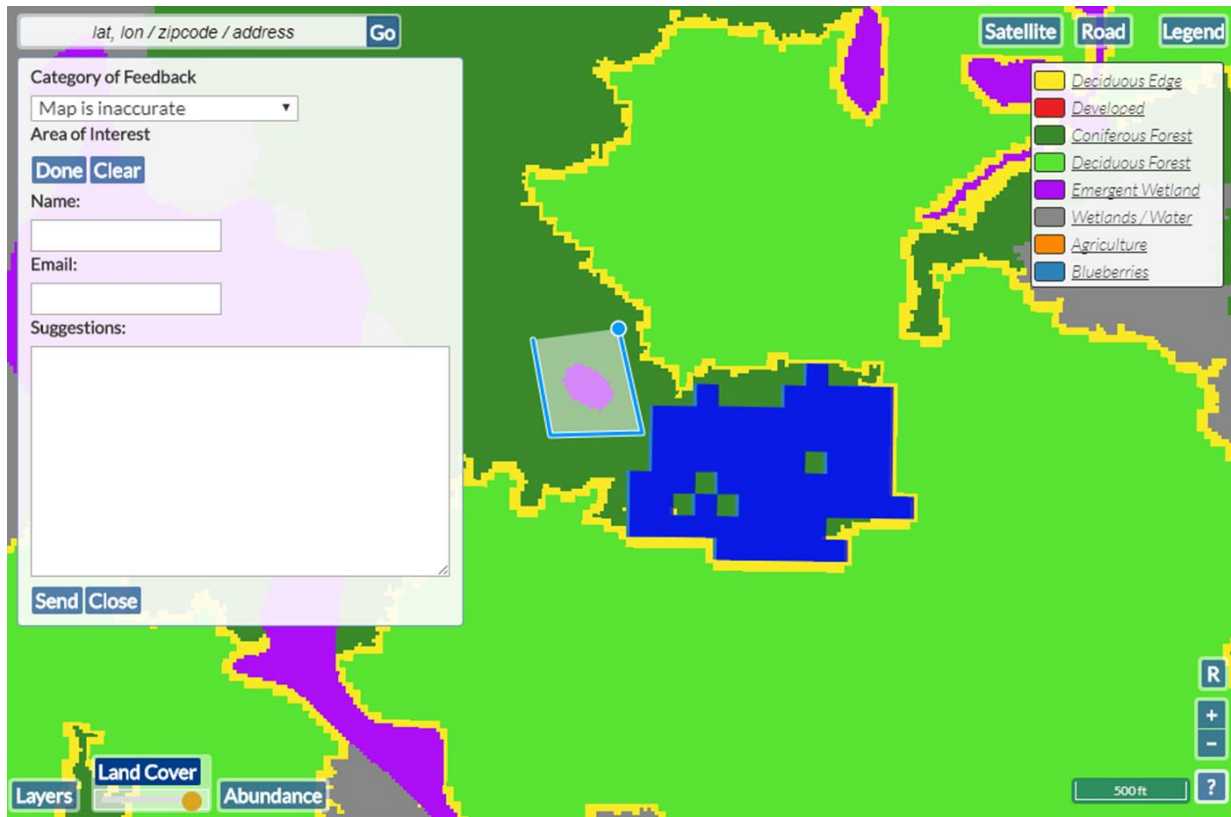 lat, lon / zipcode / address Go
Satellite Road Legend
Category of Feedback
Map is inaccurate
Area of Interest
Done Clear
Name:
Email:
Suggestions:
Send Close
Deciduous Edge
Developed
Coniferous Forest
Deciduous Forest
Emergent Wetland
Wetlands / Water
Agriculture
Blueberries
R
+
−
Land Cover
Layers Abundance
500 ft ?